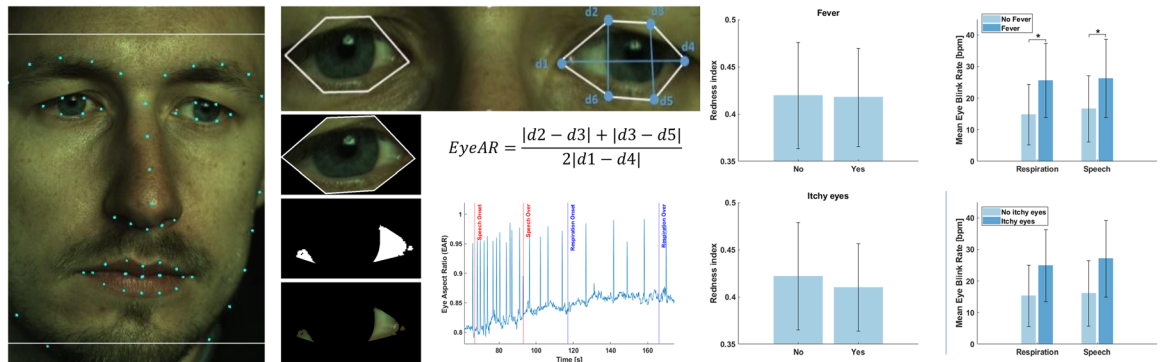 d2
d3
d1
d4
d6
d5
EyeAR = |d2 − d3| + |d3 − d5|
2|d1 − d4|
Eye Aspect Ratio (EAR)
1
0.95
0.9
0.85
0.8
Speech Onset
Speech Over
Respiration Onset
Respiration Over
80 100 120 140 160
Time [s]
Fever
Redness index
0.5
0.45
0.4
0.35
No Yes
Mean Eye Blink Rate [bpm]
40
30
20
10
0
No Fever
Fever
* *
Respiration Speech
Itchy eyes
Redness index
0.5
0.45
0.4
0.35
No Yes
Mean Eye Blink Rate [bpm]
40
30
20
10
0
No Itchy eyes
Itchy eyes
Respiration Speech